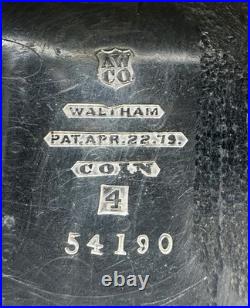 AW
CO
WALTHAM
PAT. APR. 22. 79.
COIN
4
54190